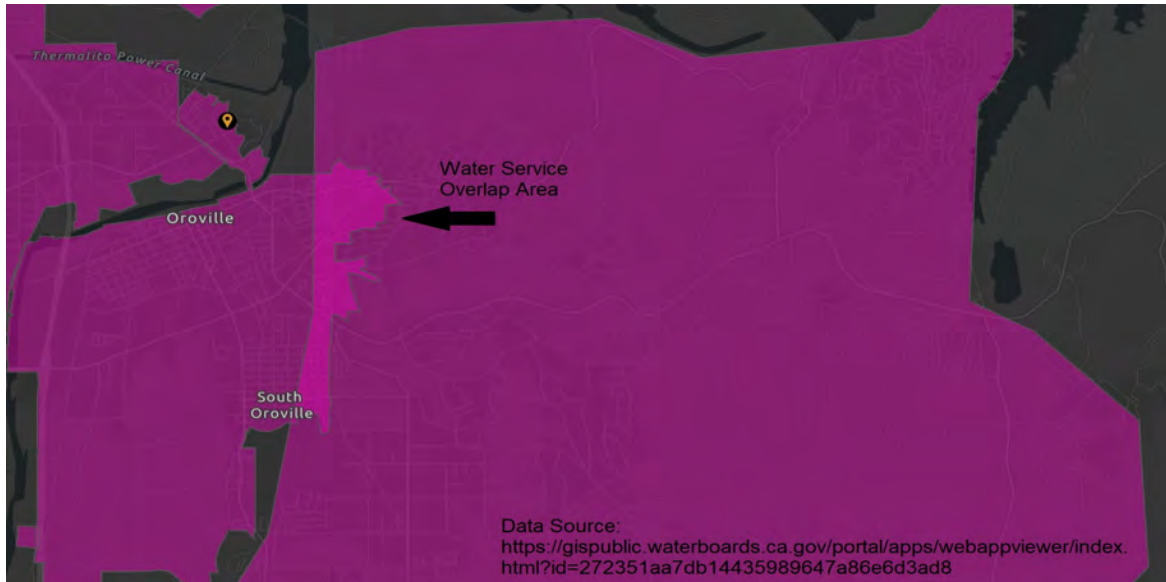 Thermalito Power Canal
Water Service
Overlap Area
Oroville
South
Oroville
Data Source:
https://gispublic.waterboards.ca.gov/portal/apps/webappviewer/index.
html?id=272351aa7db14435989647a86e6d3ad8